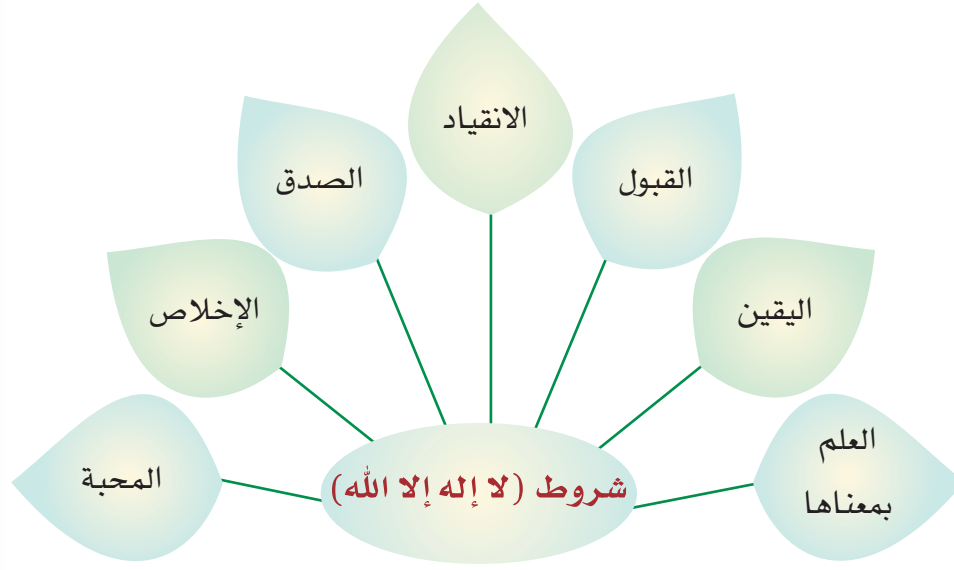 العلم
بمعناها
اليقين
القبول
الانقياد
الصدق
الإخلاص
المحبة
شروط (لا إله إلا الله)